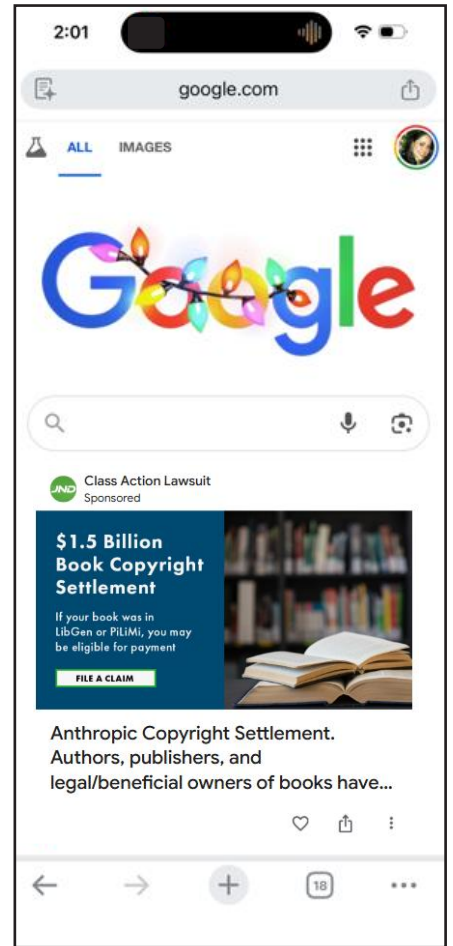 2:01
google.com
ALL IMAGES
Google
JND
Class Action Lawsuit
Sponsored
$1.5 Billion
Book Copyright
Settlement
If your book was in
LibGen or PiLiMi, you may
be eligible for payment
FILE A CLAIM
Anthropic Copyright Settlement.
Authors, publishers, and
legal/beneficial owners of books have...
18